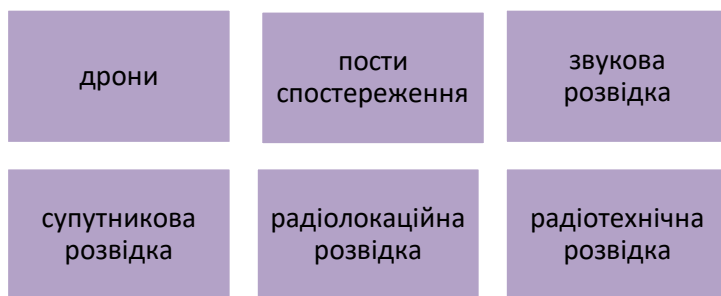 дрони
пости
спостереження
звукова
розвідка
супутникова
розвідка
радіолокаційна
розвідка
радіотехнічна
розвідка